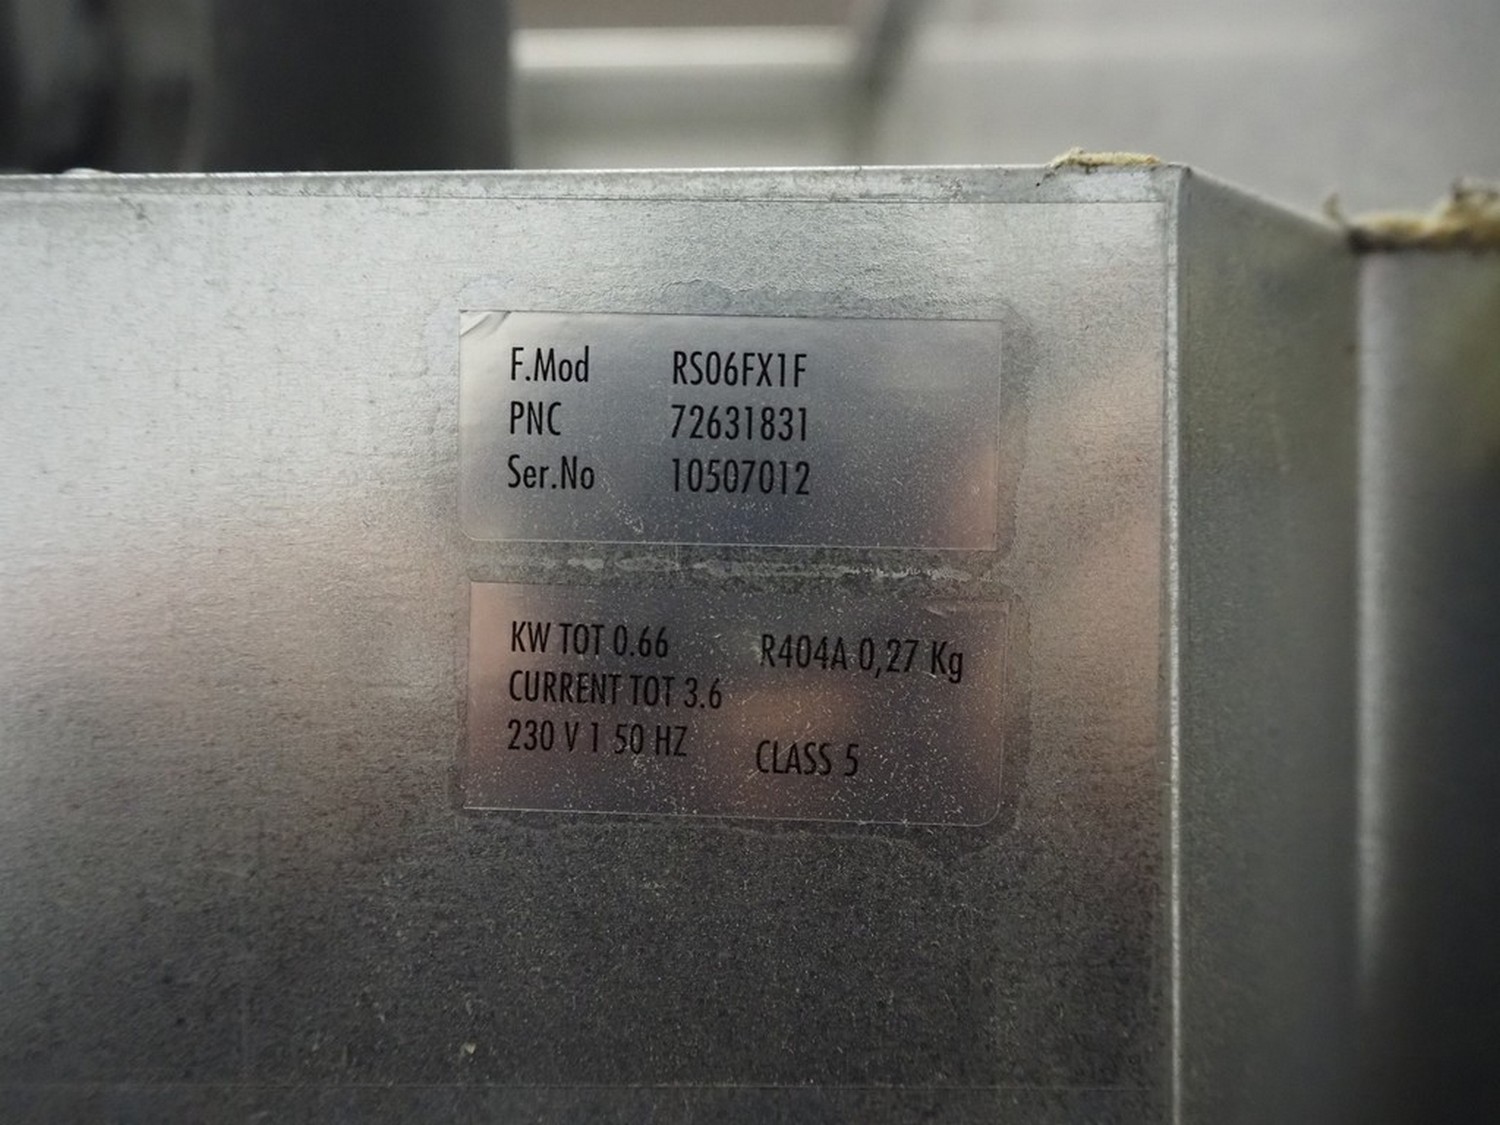 F.Mod RS06FX1F
PNC 72631831
Ser.No 10507012
KW TOT 0.66 R404A 0,27 Kg
CURRENT TOT 3.6
230 V 1 50 HZ CLASS 5